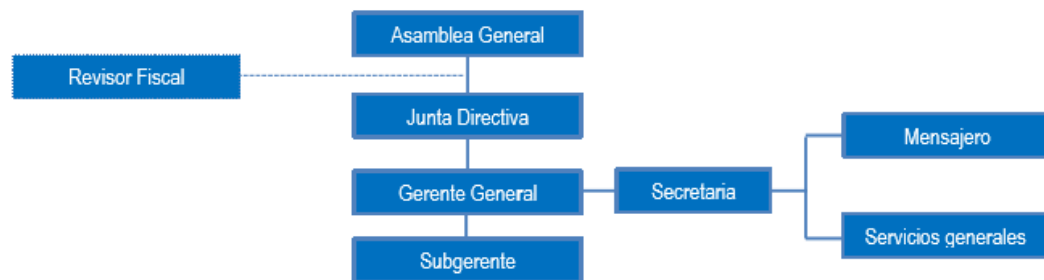 Asamblea General
Revisor Fiscal
Junta Directiva
Mensajero
Gerente General
Secretaria
Servicios generales
Subgerente